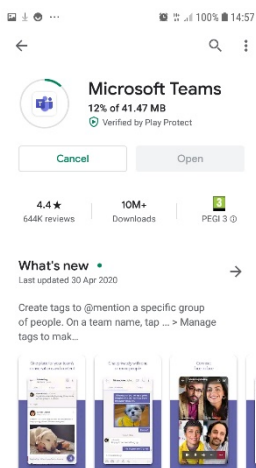 100% 14:57
Microsoft Teams
12% of 41.47 MB
Verified by Play Protect
Cancel
Open
4.4★
644K reviews
10M+
Downloads
3
PEGI 3
What's new
Last updated 30 Apr 2020
Create tags to @mention a specific group
of people. On a team name, tap ... > Manage
tags to mak...